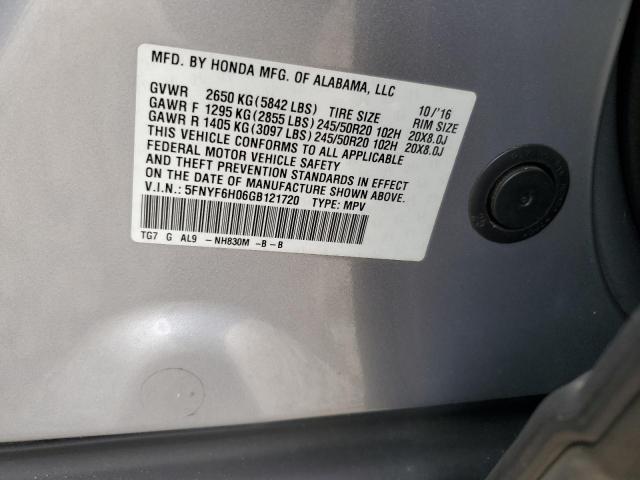 MFD. BY HONDA MFG. OF ALABAMA, LLC
GVWR 2650 KG (5842 LBS) TIRE SIZE 10/'16 RIM SIZE
GAWR F 1295 KG (2855 LBS) 245/50R20 102H 20X8.0J
GAWR R 1405 KG (3097 LBS) 245/50R20 102H 20X8.0J
THIS VEHICLE CONFORMS TO ALL APPLICABLE
FEDERAL MOTOR VEHICLE SAFETY
AND THEFT PREVENTION STANDARDS IN EFFECT
ON THE DATE OF MANUFACTURE SHOWN ABOVE.
V.I.N.: 5FNYF6H06GB121720 TYPE: MPV
TG7 G AL9 -NH830M -B-B